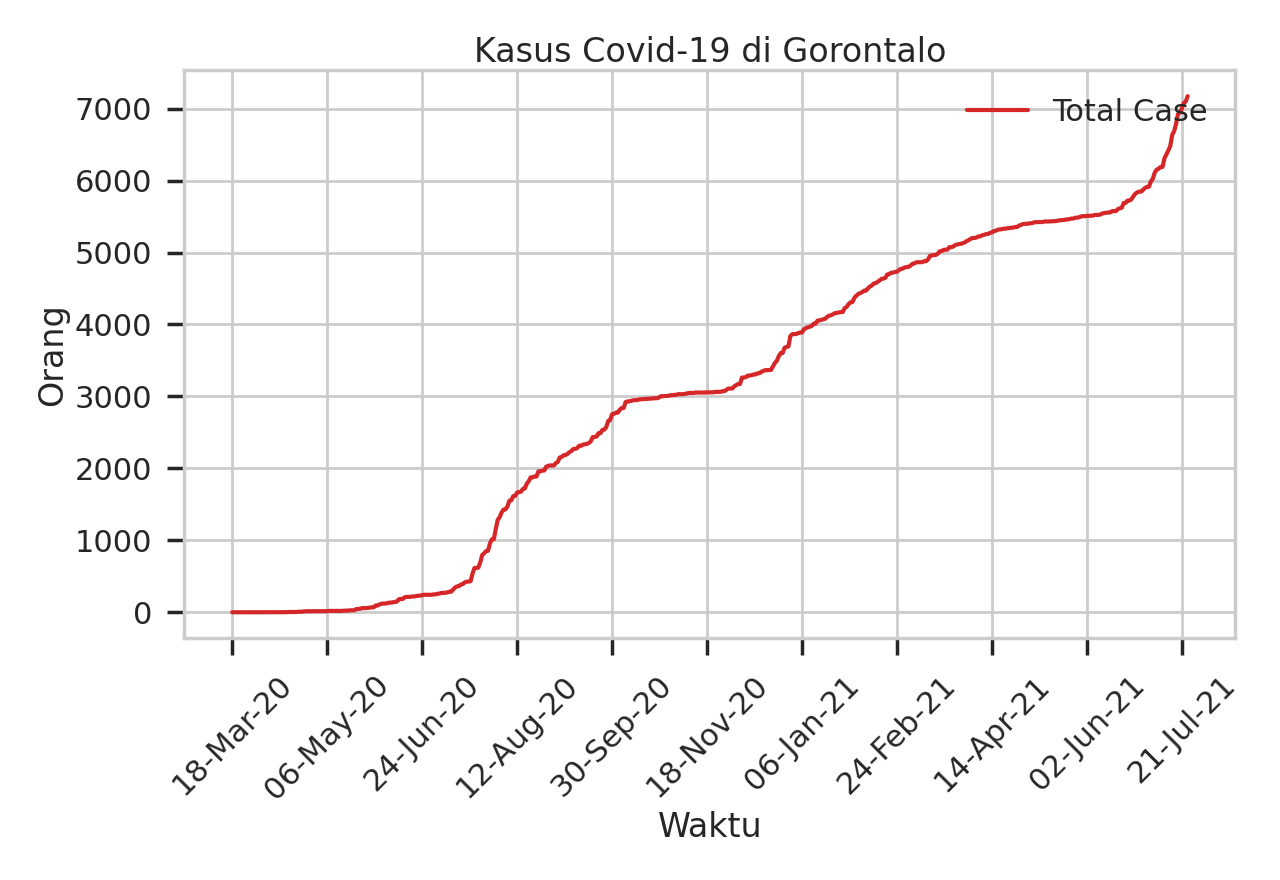 Kasus Covid-19 di Gorontalo
Total Case
7000
6000
5000
4000
3000
2000
1000
0
Orang
18-Mar-20
06-May-20
24-Jun-20
12-Aug-20
30-Sep-20
18-Nov-20
06-Jan-21
24-Feb-21
14-Apr-21
02-Jun-21
21-Jul-21
Waktu